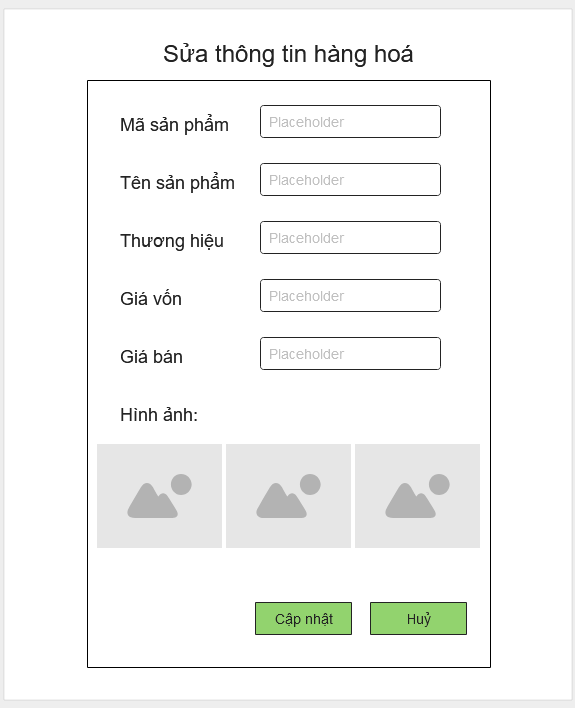 Sửa thông tin hàng hoá
Mã sản phẩm Placeholder
Tên sản phẩm Placeholder
Thương hiệu Placeholder
Giá vốn Placeholder
Giá bán Placeholder
Hình ảnh:
Cập nhật Huỷ